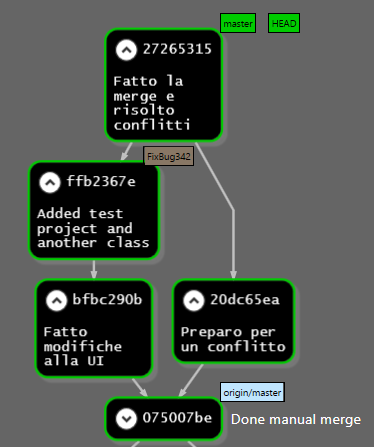 master
HEAD
27265315
Fatto la
merge e
risolto
conflitti
FixBug342
ffb2367e
Added test
project and
another class
bfbc290b
Fatto
modifiche
alla UI
20dc65ea
Preparo per
un conflitto
origin/master
075007be
Done manual merge